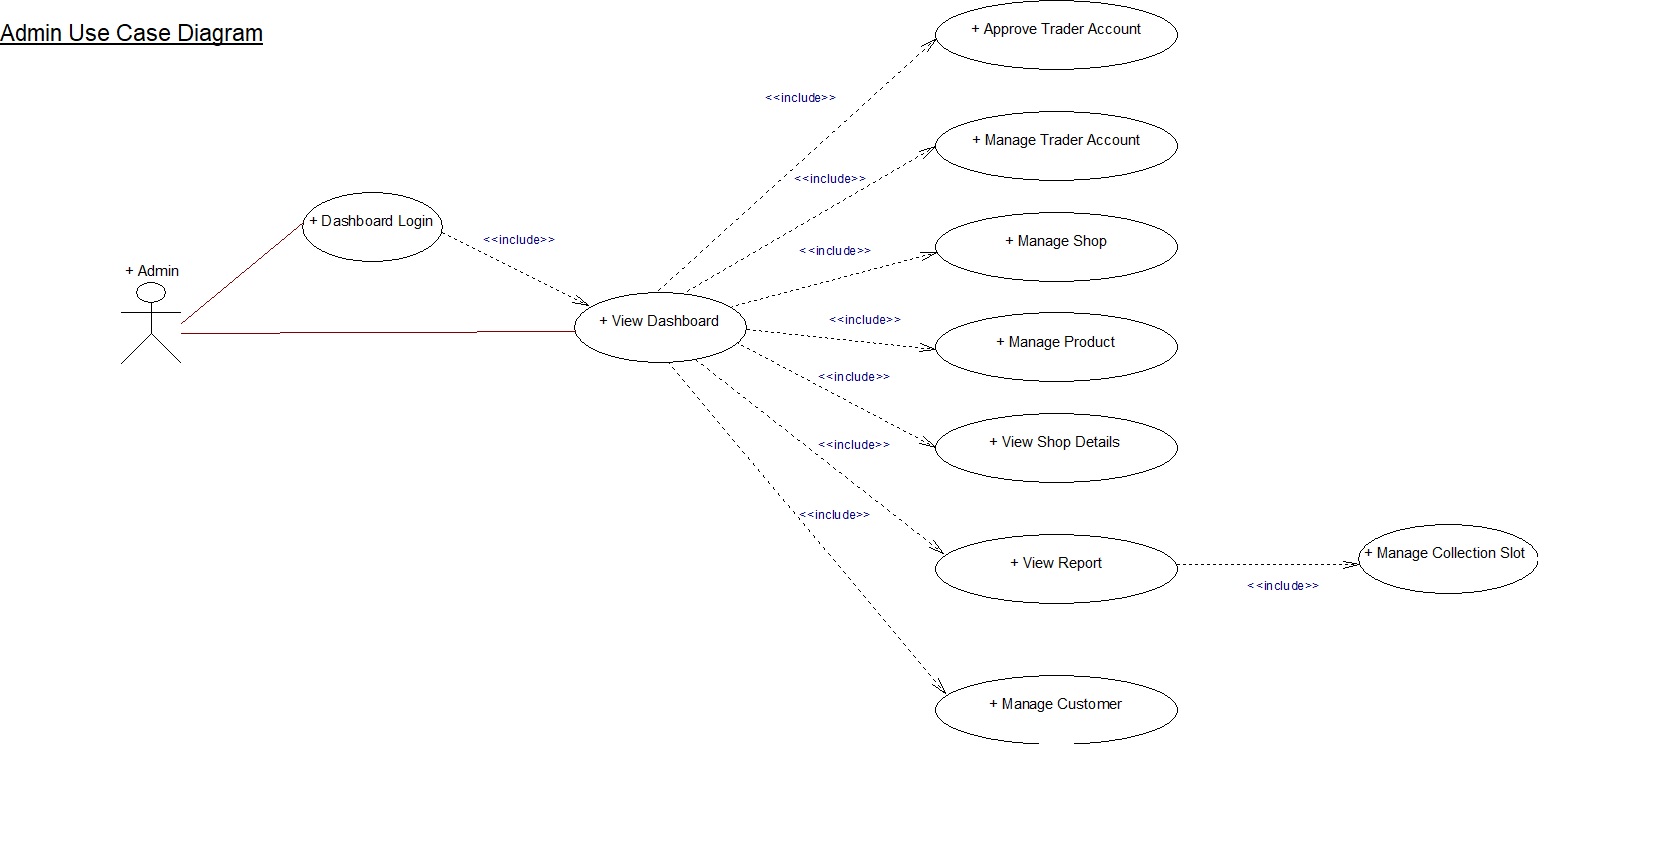 Admin Use Case Diagram
+ Approve Trader Account
<<include>>
+ Manage Trader Account
<<include>>
+ Dashboard Login
<<include>>
+ Manage Shop
<<include>>
+ Admin
+ View Dashboard
<<include>>
+ Manage Product
<<include>>
+ View Shop Details
<<include>>
<<include>>
+ View Report
+ Manage Collection Slot
<<include>>
+ Manage Customer